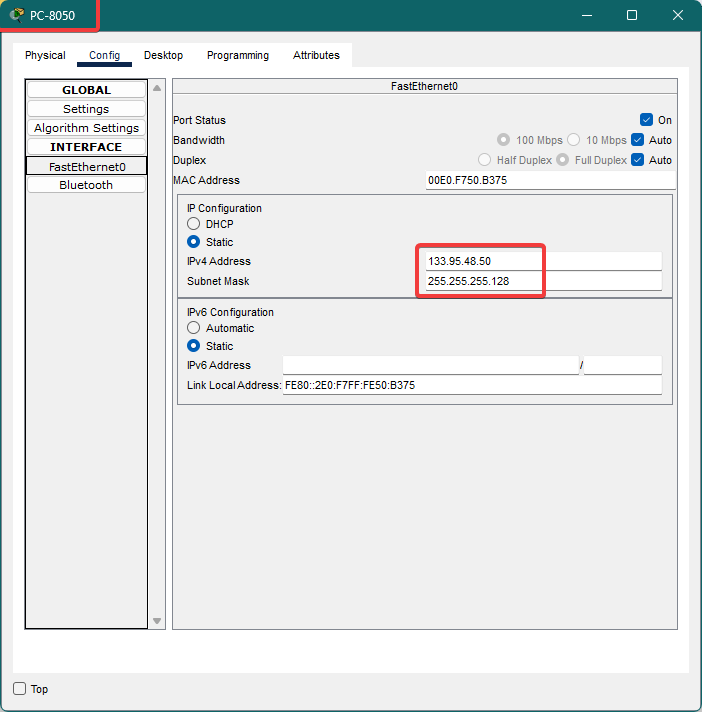 PC-8050
Physical Config Desktop Programming Attributes
GLOBAL
Settings
Algorithm Settings
INTERFACE
FastEthernet0
Bluetooth
FastEthernet0
Port Status On
Bandwidth 100 Mbps 10 Mbps Auto
Duplex Half Duplex Full Duplex Auto
MAC Address 00E0.F750.B375
IP Configuration
DHCP
Static
IPv4 Address 133.95.48.50
Subnet Mask 255.255.255.128
IPv6 Configuration
Automatic
Static
IPv6 Address /
Link Local Address: FE80::2E0:F7FF:FE50:B375
Top